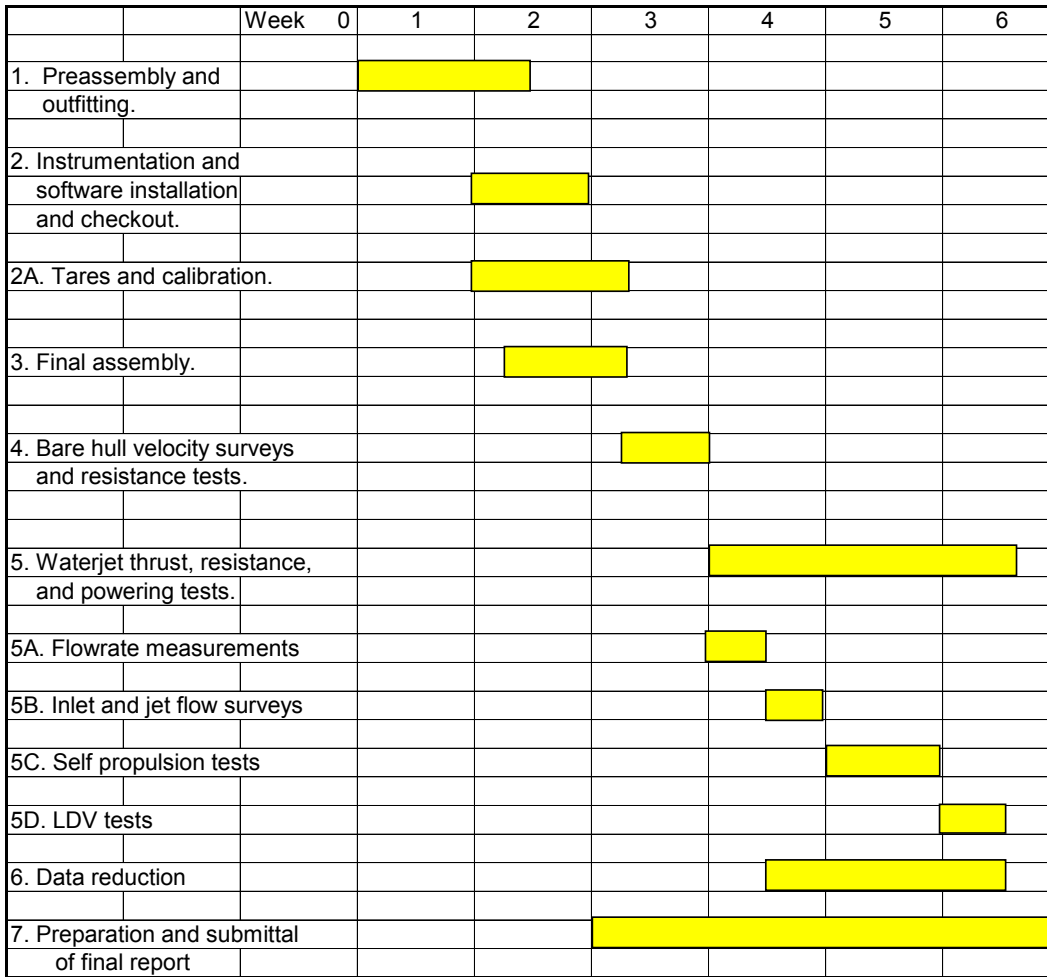 Week 0 1 2 3 4 5 6
1. Preassembly and
outfitting.
2. Instrumentation and
software installation
and checkout.
2A. Tares and calibration.
3. Final assembly.
4. Bare hull velocity surveys
and resistance tests.
5. Waterjet thrust, resistance,
and powering tests.
5A. Flowrate measurements
5B. Inlet and jet flow surveys
5C. Self propulsion tests
5D. LDV tests
6. Data reduction
7. Preparation and submittal
of final report